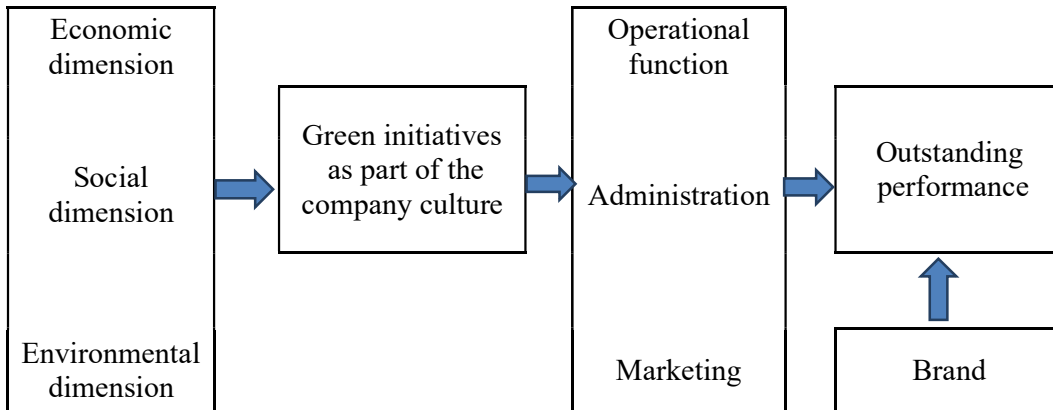 Economic
dimension
Social
dimension
Environmental
dimension
Green initiatives
as part of the
company culture
Operational
function
Administration
Marketing
Outstanding
performance
Brand